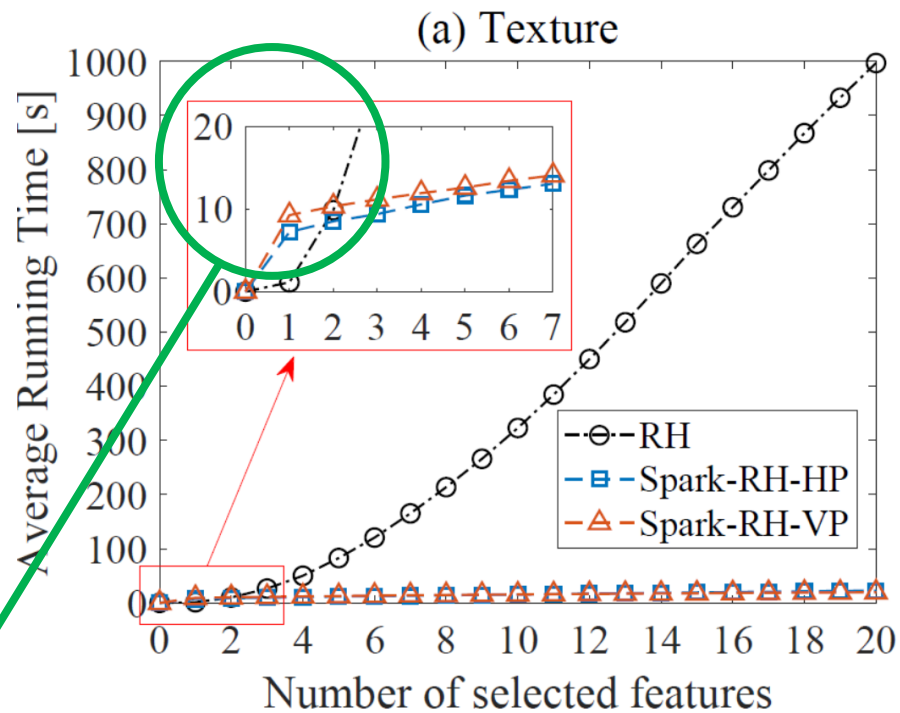 (a) Texture
1000
900
800
700
600
500
400
300
200
100
0
Average Running Time [s]
20
10
0
0 1 2 3 4 5 6 7
RH
Spark-RH-HP
Spark-RH-VP
0 2 4 6 8 10 12 14 16 18 20
Number of selected features